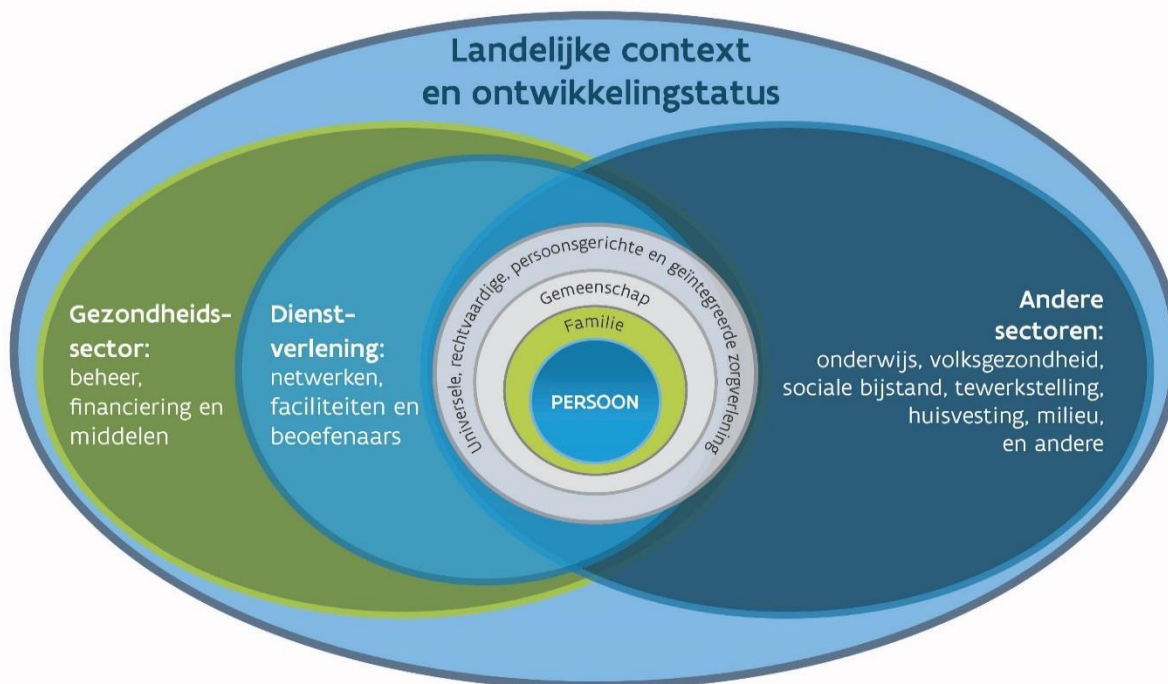 Landelijke context
en ontwikkelingstatus
Gezondheids-
sector:
beheer,
financiering en
middelen
Dienst-
verlening:
netwerken,
faciliteiten en
beoefenaars
Universele, rechtvaardige, persoonsgerichte en geïntegreerde zorgverlening
Gemeenschap
Familie
PERSOON
Andere
sectoren:
onderwijs, volksgezondheid,
sociale bijstand, tewerkstelling,
huisvesting, milieu,
en andere